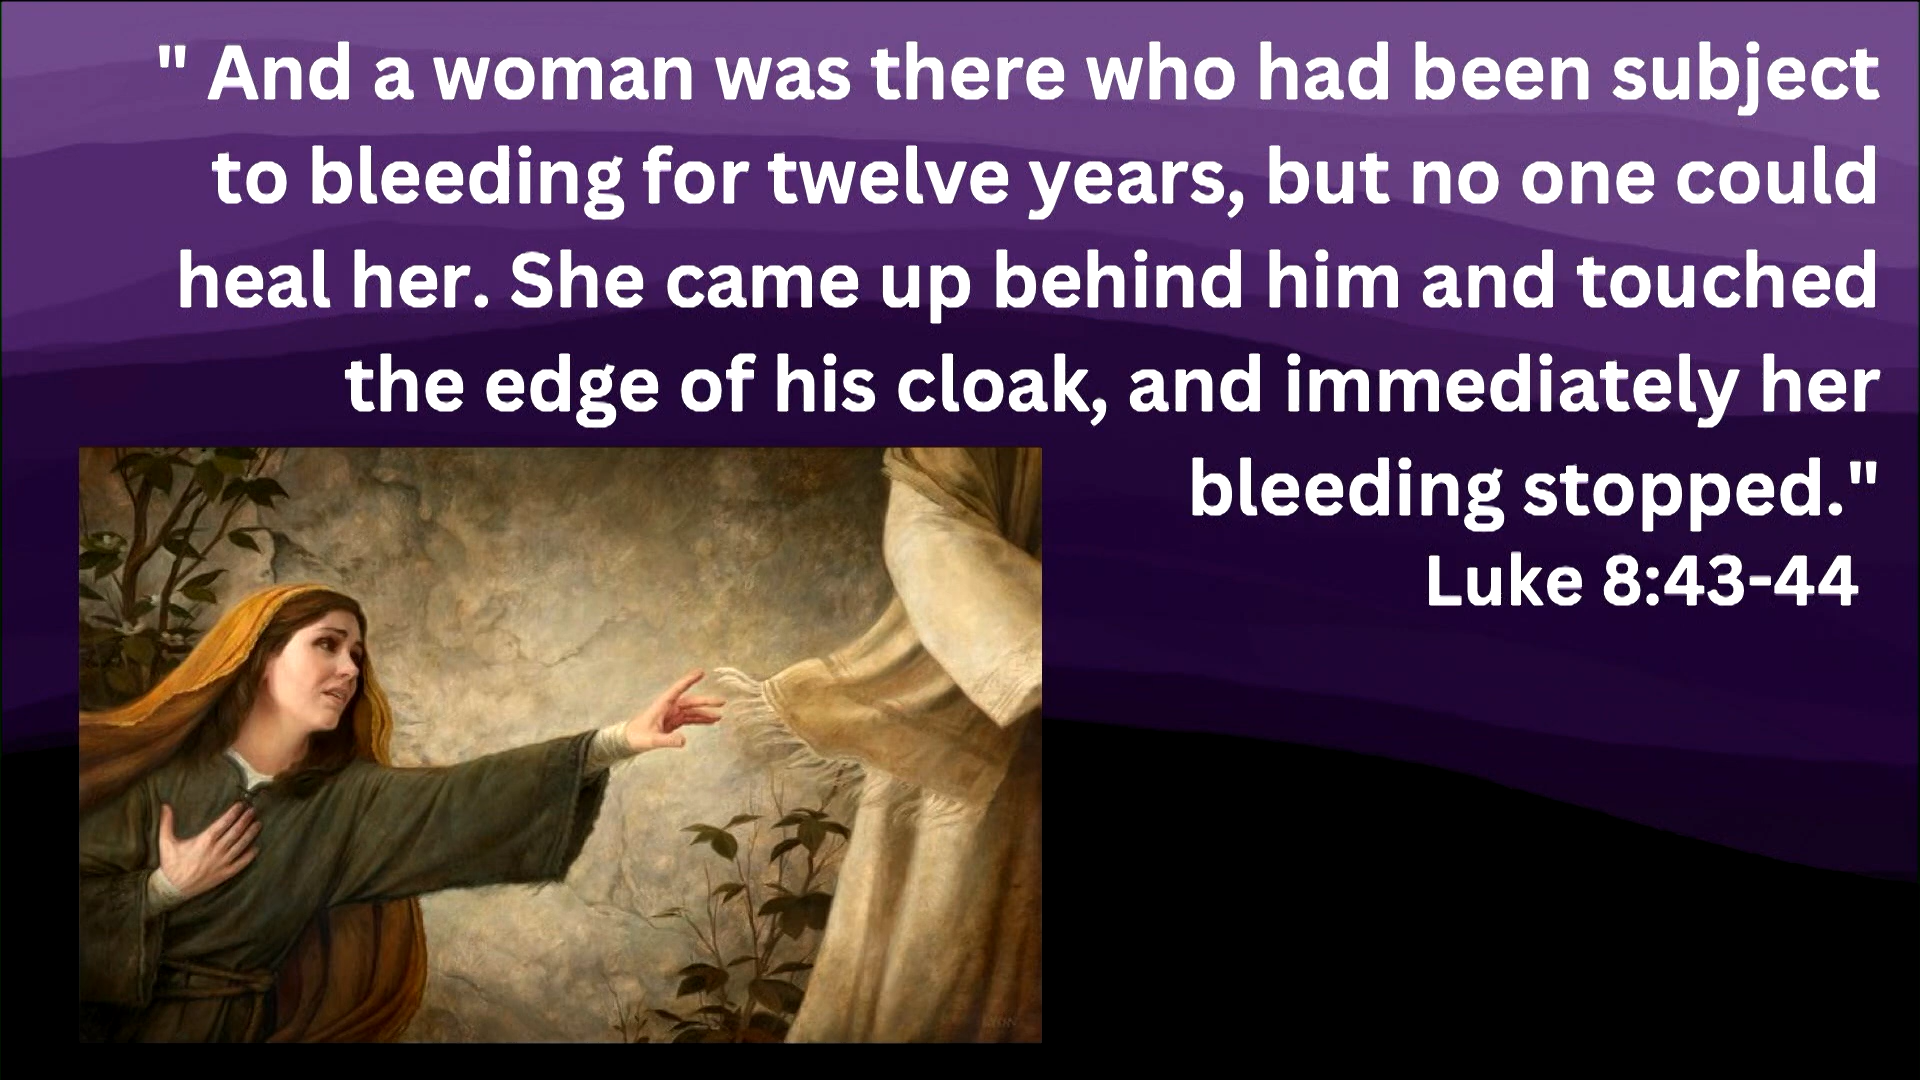 " And a woman was there who had been subject
to bleeding for twelve years, but no one could
heal her. She came up behind him and touched
the edge of his cloak, and immediately her
bleeding stopped."
Luke 8:43-44